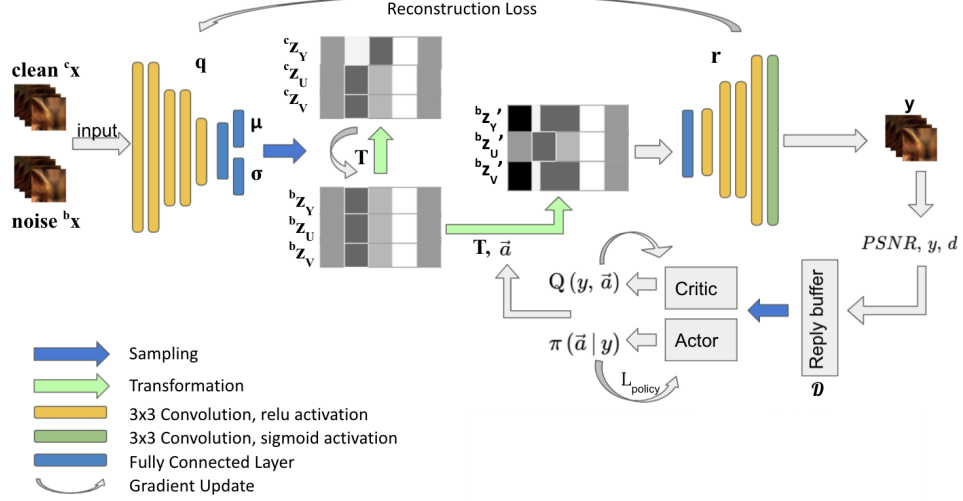 Reconstruction Loss
clean ᶜx
input
noise ᵇx
q
μ
σ
ᶜZ_Y
ᶜZ_U
ᶜZ_V
T
ᵇZ_Y
ᵇZ_U
ᵇZ_V
T, a⃗
ᵇZ_Y′
ᵇZ_U′
ᵇZ_V′
r
y
PSNR, y, d
Reply buffer
𝓓
Critic
Actor
Q (y, a⃗)
π (a⃗ | y)
L_policy
Sampling
Transformation
3x3 Convolution, relu activation
3x3 Convolution, sigmoid activation
Fully Connected Layer
Gradient Update